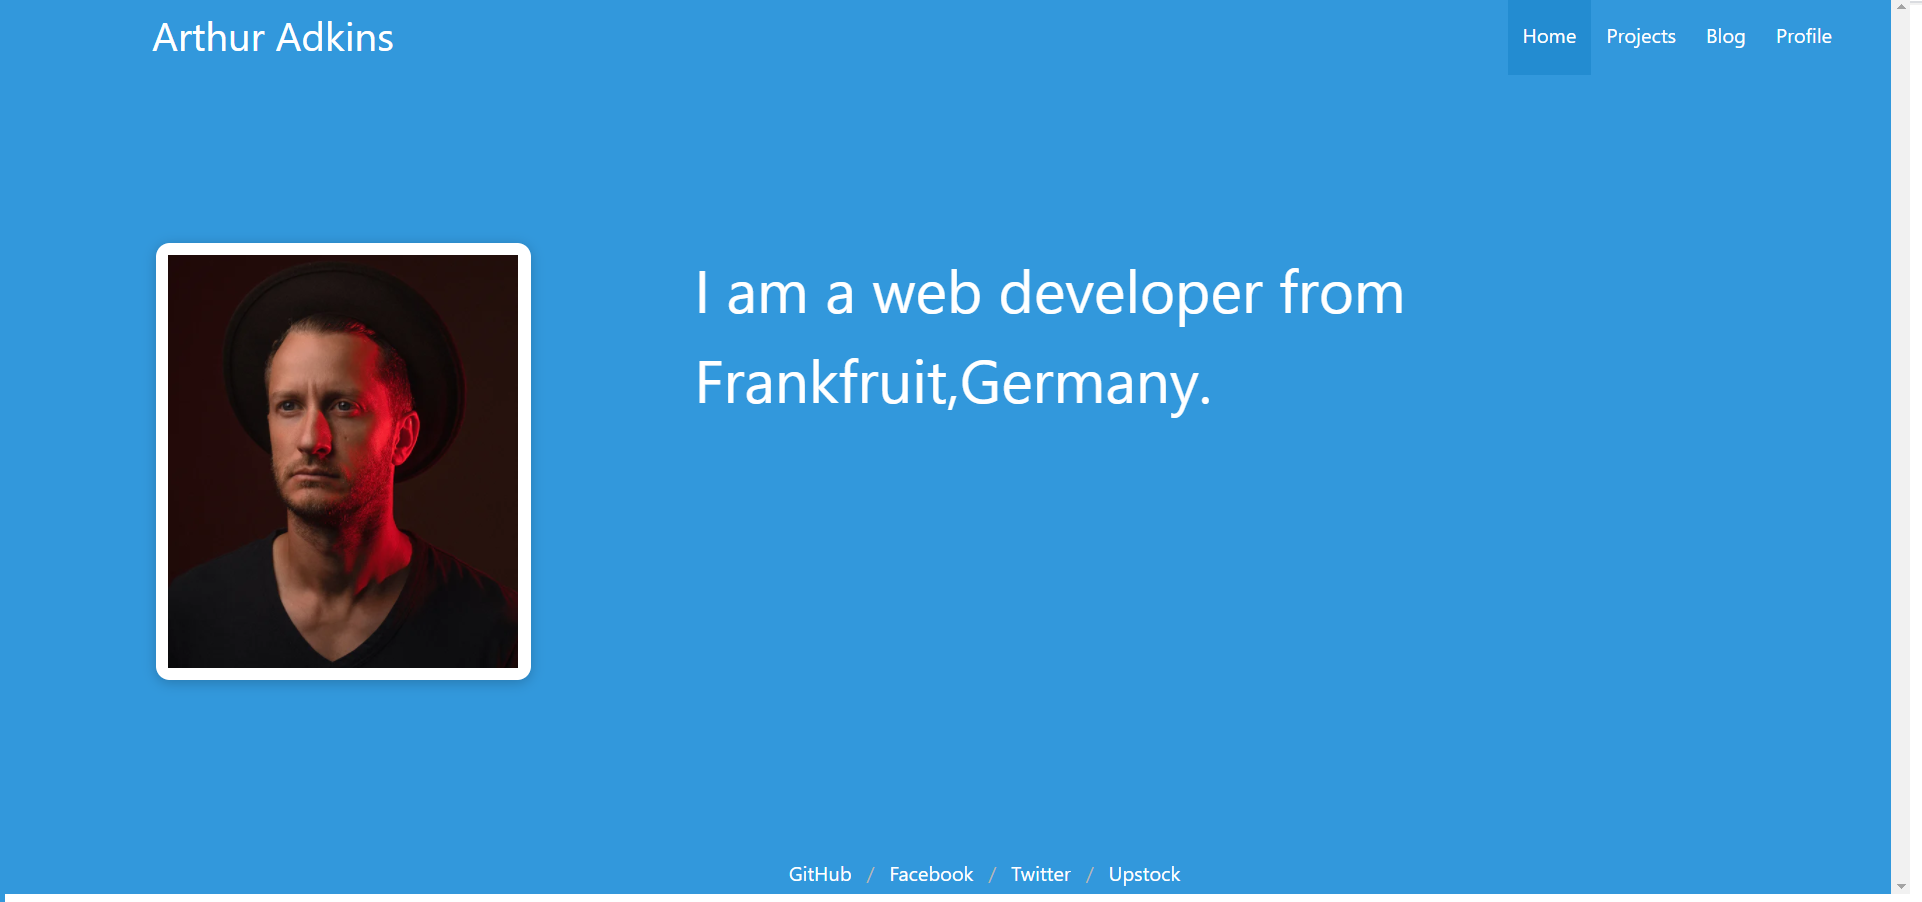 Arthur Adkins
Home Projects Blog Profile
I am a web developer from
Frankfruit,Germany.
GitHub / Facebook / Twitter / Upstock